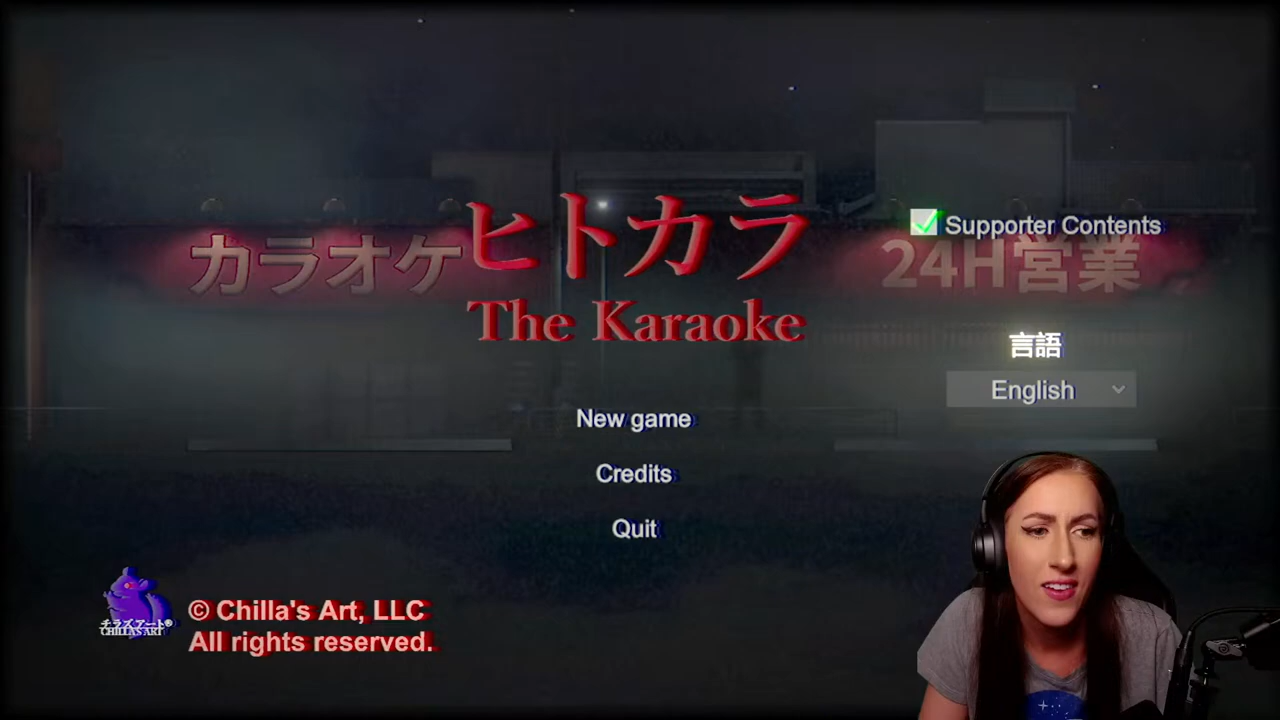 ヒトカラ
The Karaoke
カラオケ
24H営業
Supporter Contents
言語
English
New game
Credits
Quit
チラズアート®
CHILLA'S ART
© Chilla's Art, LLC
All rights reserved.